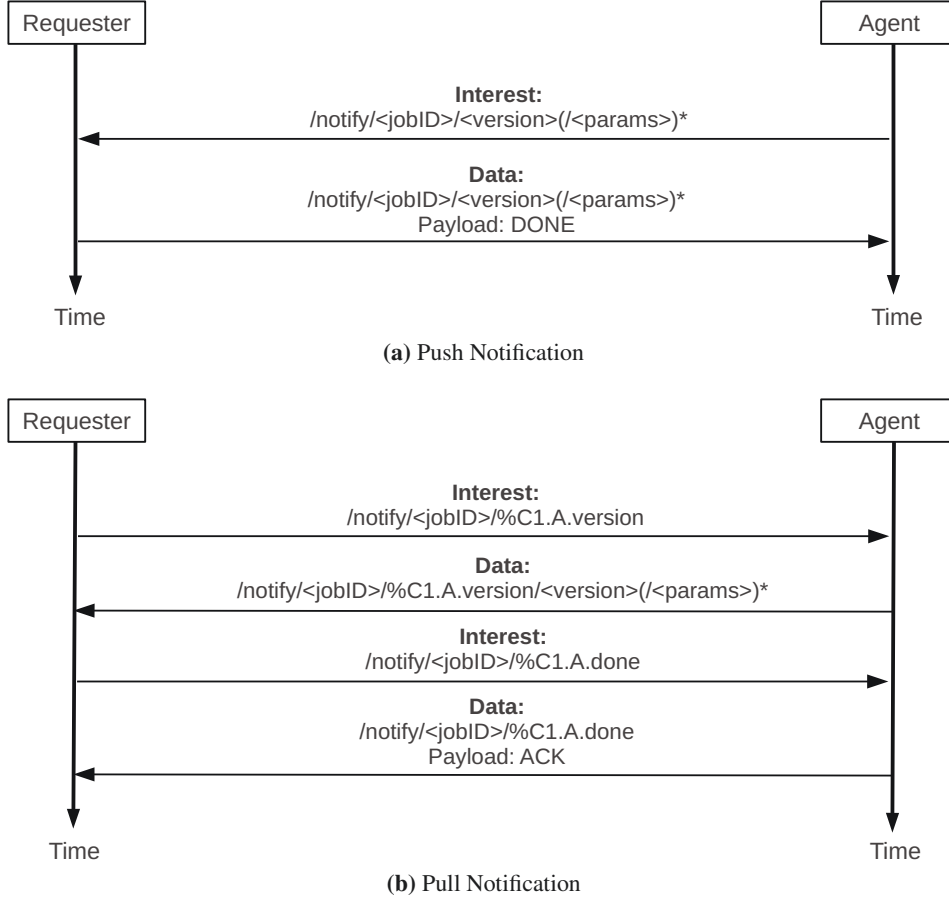 Requester Agent
Interest:
/notify/<jobID>/<version>(/<params>)*
Data:
/notify/<jobID>/<version>(/<params>)*
Payload: DONE
Time Time
(a) Push Notification
Requester Agent
Interest:
/notify/<jobID>/%C1.A.version
Data:
/notify/<jobID>/%C1.A.version/<version>(/<params>)*
Interest:
/notify/<jobID>/%C1.A.done
Data:
/notify/<jobID>/%C1.A.done
Payload: ACK
Time Time
(b) Pull Notification